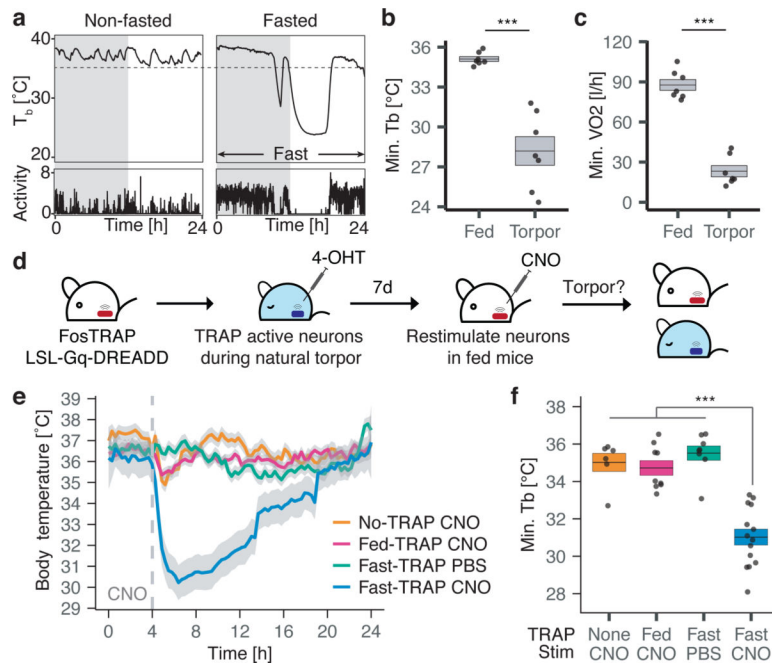 a
Non-fasted
Fasted
Tb [°C]
40
30
20
Fast
Activity
8
0
0
Time [h]
24
0
Time [h]
24
b
***
Min. Tb [°C]
36
33
30
27
24
Fed
Torpor
c
***
Min. VO2 [l/h]
120
90
60
30
0
Fed
Torpor
d
4-OHT
CNO
7d
Torpor?
FosTRAP
LSL-Gq-DREADD
TRAP active neurons
during natural torpor
Restimulate neurons
in fed mice
e
Body temperature [°C]
39
38
37
36
35
34
33
32
31
30
29
CNO
No-TRAP CNO
Fed-TRAP CNO
Fast-TRAP PBS
Fast-TRAP CNO
0
4
8
12
16
20
24
Time [h]
f
***
Min. Tb [°C]
36
34
32
30
28
TRAP None Fed Fast Fast
Stim CNO CNO PBS CNO